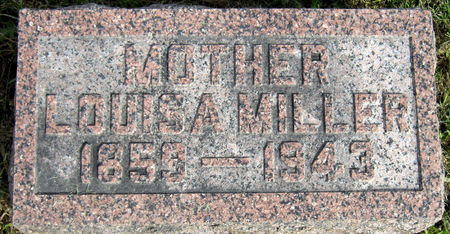 MOTHER
LOUISA MILLER
1859 — 1943